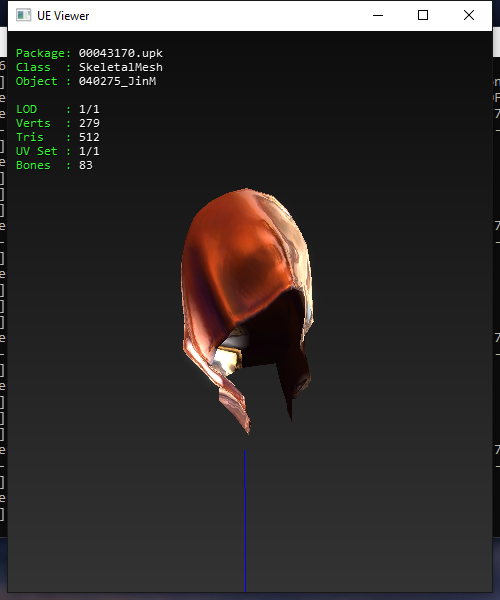 UE Viewer
Package: 00043170.upk
Class : SkeletalMesh
Object : 040275_JinM
LOD : 1/1
Verts : 279
Tris : 512
UV Set : 1/1
Bones : 83